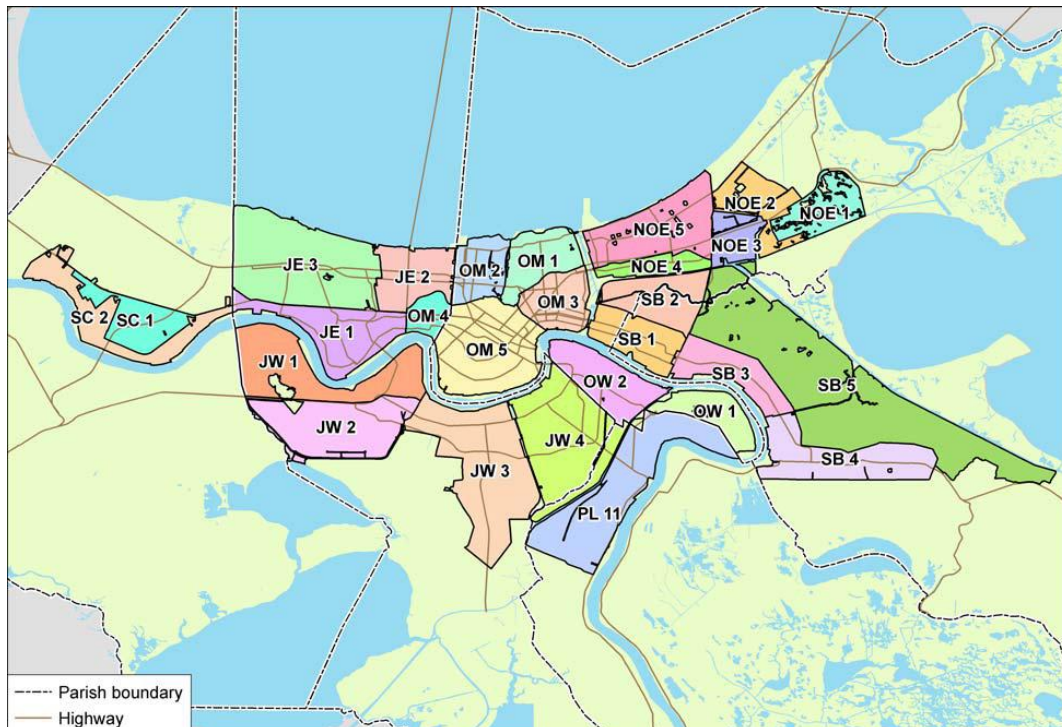 NOE 2
NOE 1
NOE 5
NOE 3
JE 3
JE 2
OM 2
OM 1
NOE 4
OM 3
SB 2
SC 2
SC 1
JE 1
OM 4
OM 5
SB 1
JW 1
OW 2
SB 3
SB 5
JW 2
JW 4
OW 1
JW 3
SB 4
PL 11
Parish boundary
Highway